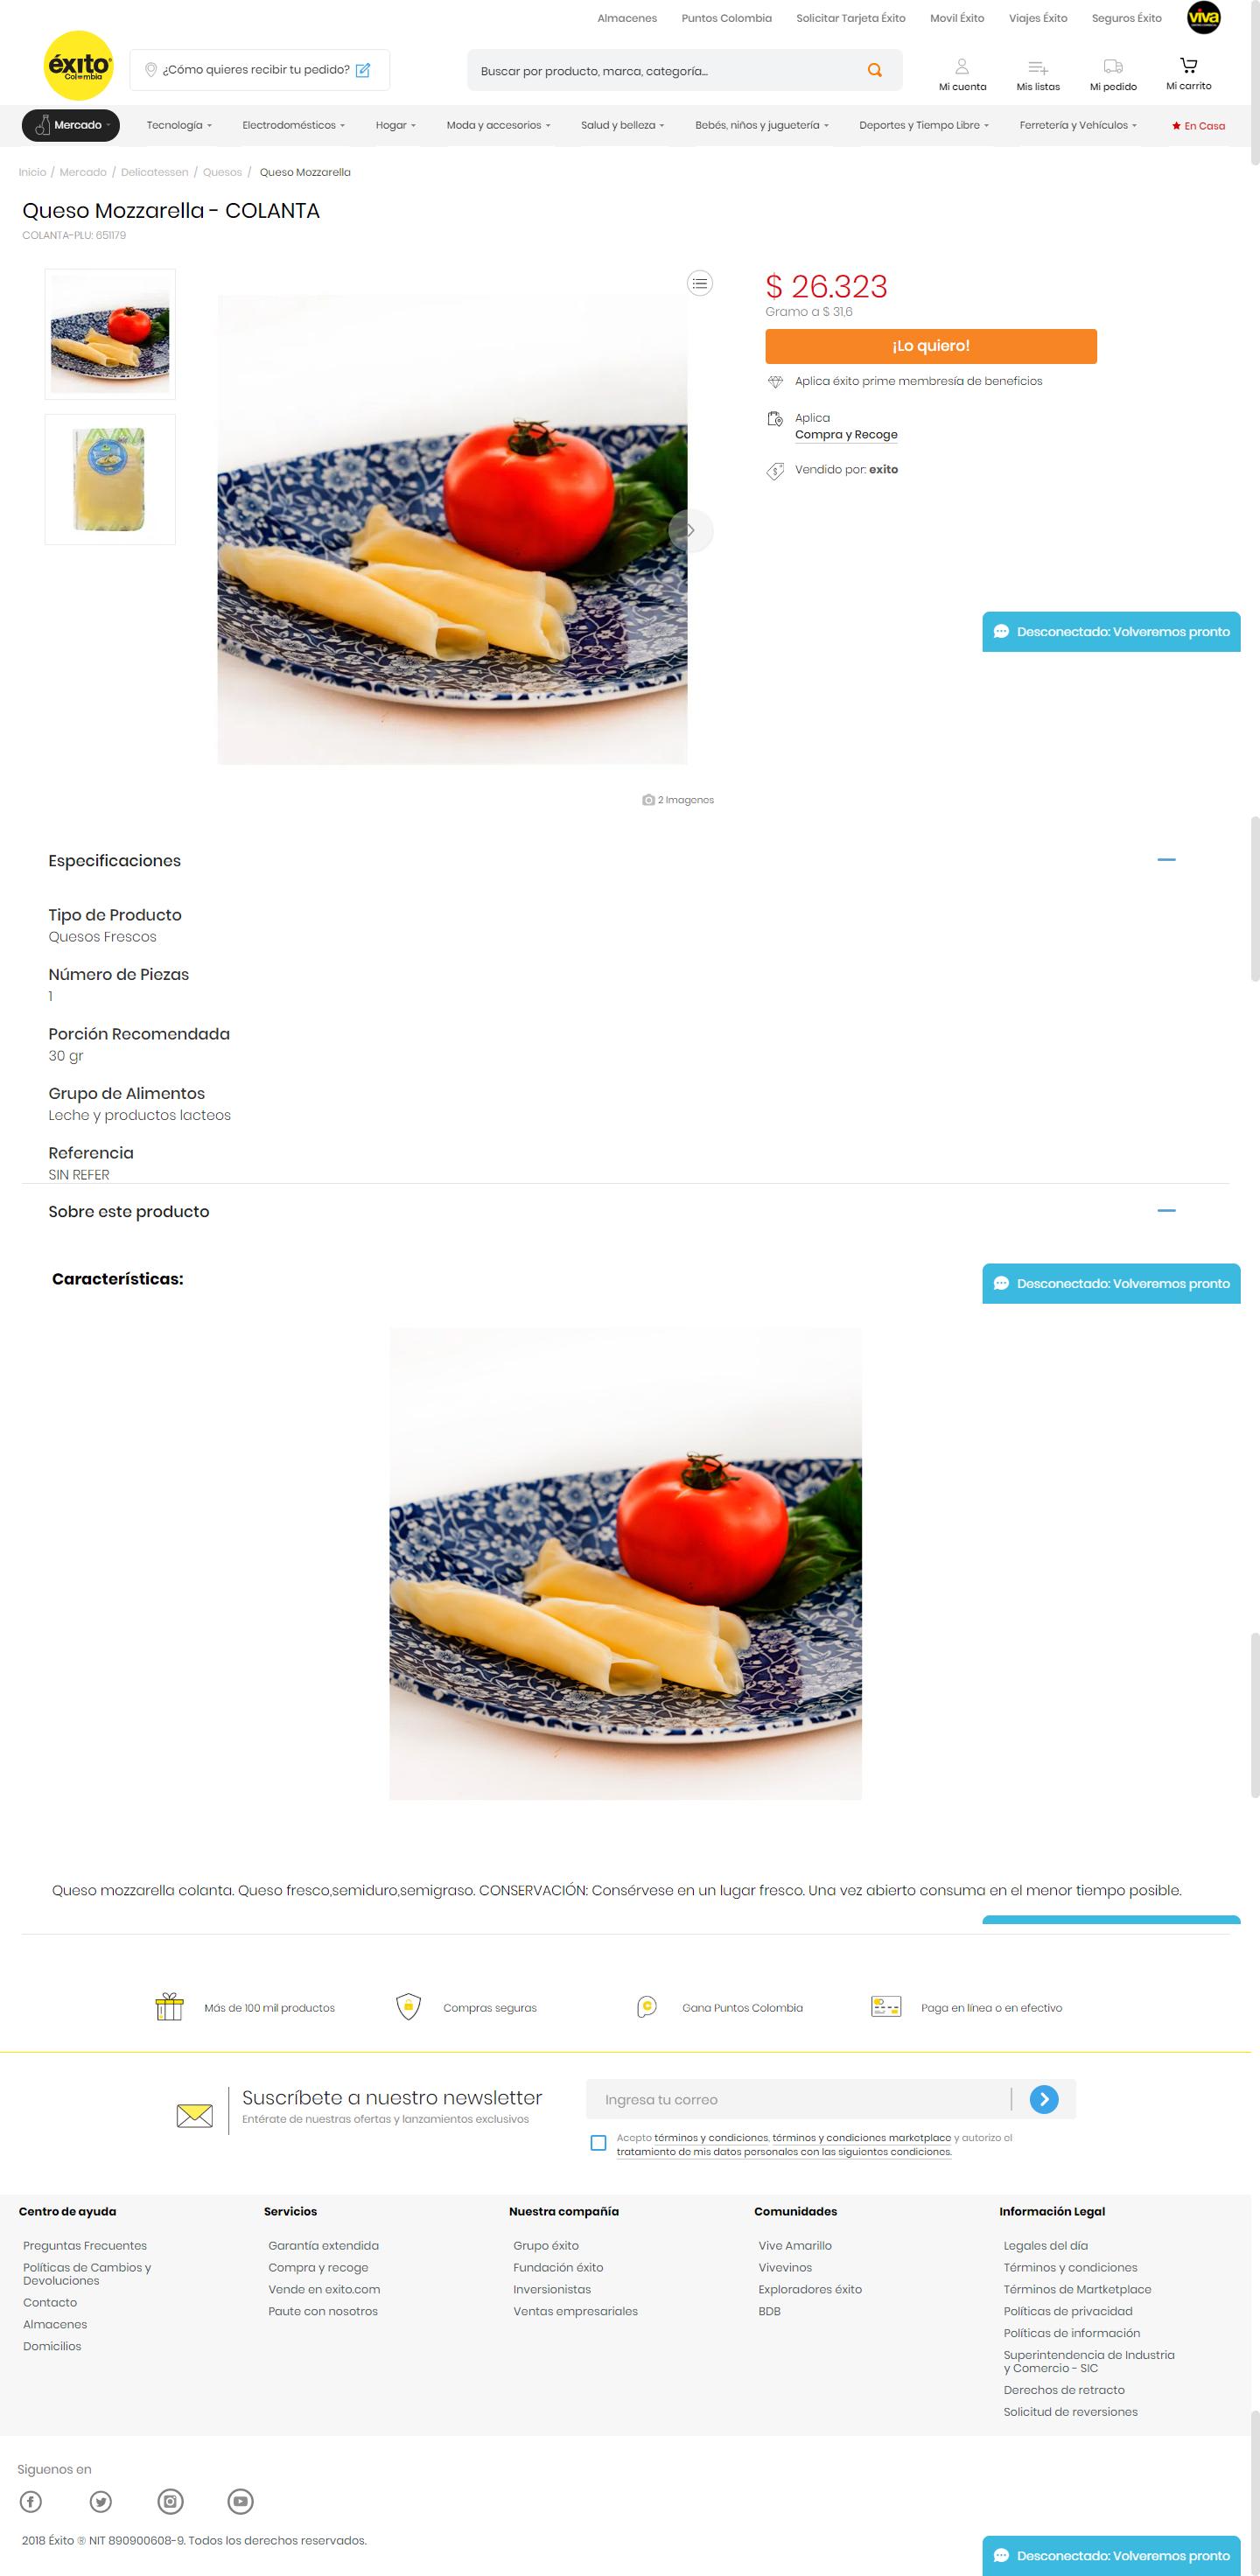 Almacenes Puntos Colombia Solicitar Tarjeta Éxito Movil Éxito Viajes Éxito Seguros Éxito viva
éxito
Colombia
¿Cómo quieres recibir tu pedido?
Buscar por producto, marca, categoría...
Mi cuenta Mis listas Mi pedido Mi carrito
Mercado Tecnología Electrodomésticos Hogar Moda y accesorios Salud y belleza Bebés, niños y juguetería Deportes y Tiempo Libre Ferretería y Vehículos En Casa
Inicio / Mercado / Delicatessen / Quesos / Queso Mozzarella
Queso Mozzarella - COLANTA
COLANTA-PLU: 651179
$ 26.323
Gramo a $ 31,6
¡Lo quiero!
Aplica éxito prime membresía de beneficios
Aplica
Compra y Recoge
Vendido por: exito
Desconectado: Volveremos pronto
2 Imagenes
Especificaciones
Tipo de Producto
Quesos Frescos
Número de Piezas
1
Porción Recomendada
30 gr
Grupo de Alimentos
Leche y productos lacteos
Referencia
SIN REFER
Sobre este producto
Características:
Desconectado: Volveremos pronto
Queso mozzarella colanta. Queso fresco,semiduro,semigraso. CONSERVACIÓN: Consérvese en un lugar fresco. Una vez abierto consuma en el menor tiempo posible.
Más de 100 mil productos Compras seguras Gana Puntos Colombia Paga en línea o en efectivo
Suscríbete a nuestro newsletter
Entérate de nuestras ofertas y lanzamientos exclusivos
Ingresa tu correo
Acepto términos y condiciones, términos y condiciones marketplace y autorizo el
tratamiento de mis datos personales con las siguientes condiciones.
Centro de ayuda
Preguntas Frecuentes
Políticas de Cambios y
Devoluciones
Contacto
Almacenes
Domicilios
Servicios
Garantía extendida
Compra y recoge
Vende en exito.com
Paute con nosotros
Nuestra compañía
Grupo éxito
Fundación éxito
Inversionistas
Ventas empresariales
Comunidades
Vive Amarillo
Vivevinos
Exploradores éxito
BDB
Información Legal
Legales del día
Términos y condiciones
Términos de Martketplace
Políticas de privacidad
Políticas de información
Superintendencia de Industria
y Comercio - SIC
Derechos de retracto
Solicitud de reversiones
Siguenos en
2018 Éxito ® NIT 890900608-9. Todos los derechos reservados.
Desconectado: Volveremos pronto